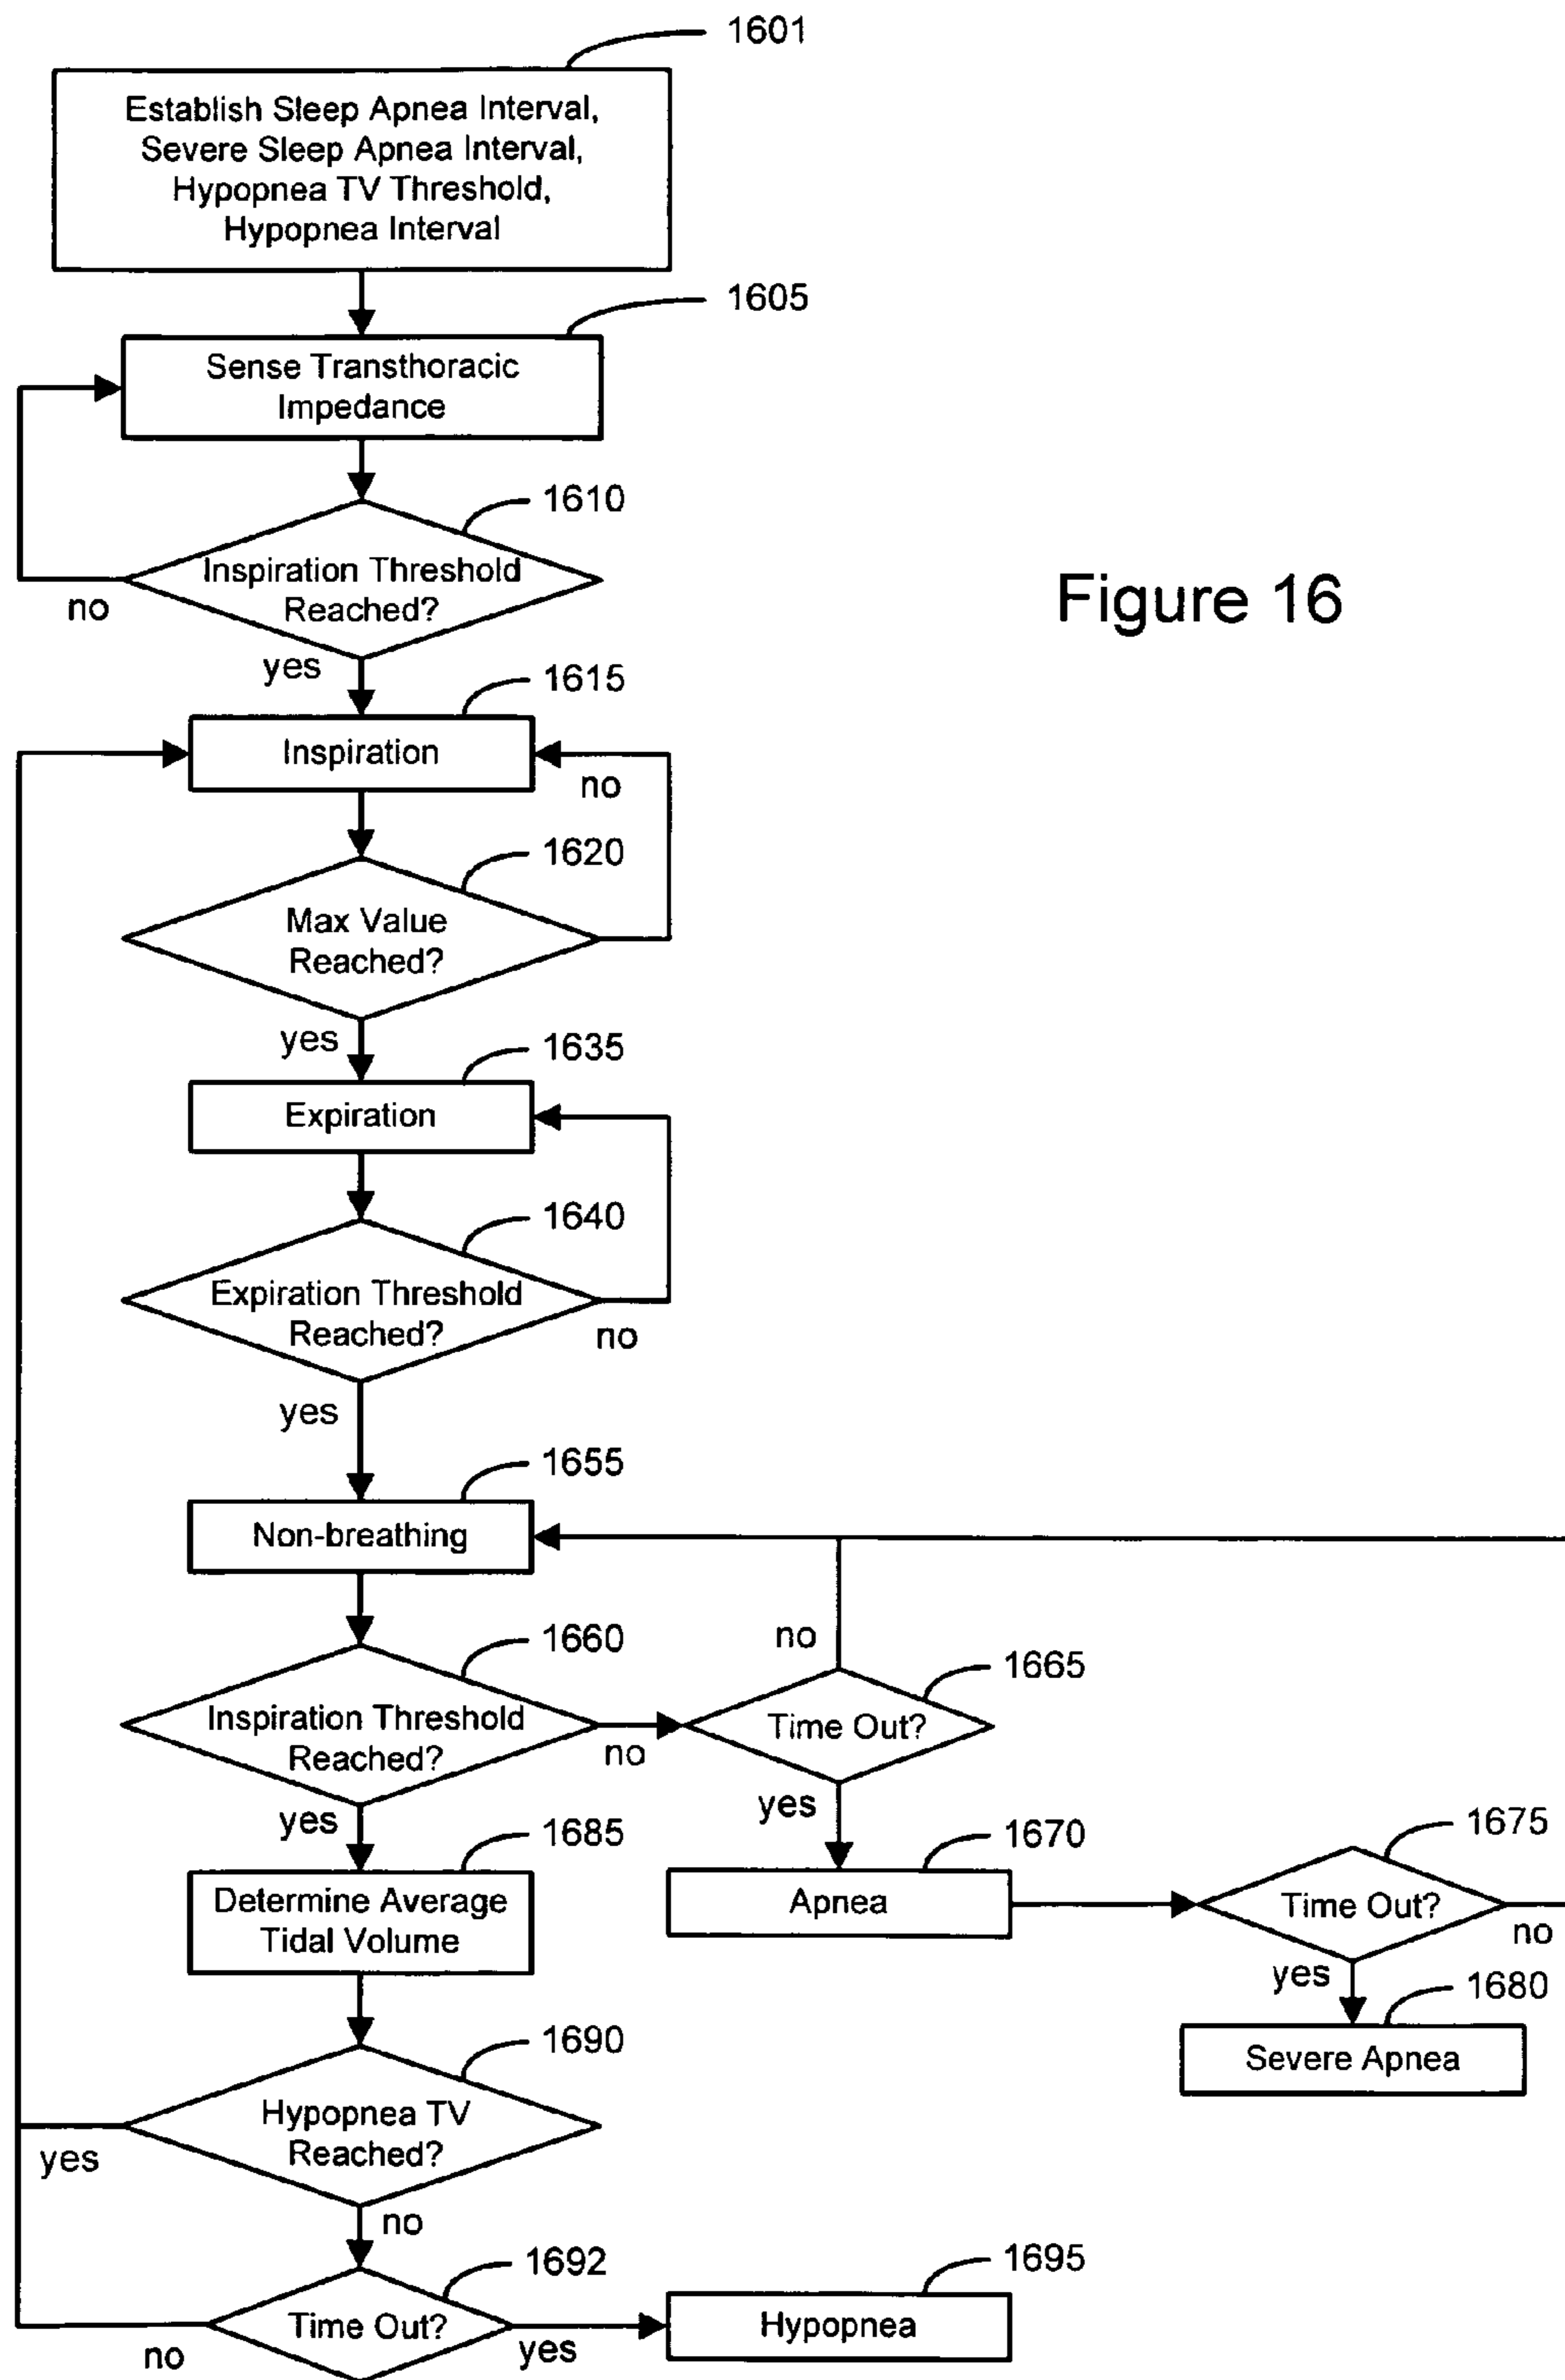 1601
Establish Sleep Apnea Interval,
Severe Sleep Apnea Interval,
Hypopnea TV Threshold,
Hypopnea Interval
1605
Sense Transthoracic
Impedance
1610
Inspiration Threshold
Reached?
no
yes
Figure 16
1615
Inspiration
no
1620
Max Value
Reached?
yes
1635
Expiration
1640
Expiration Threshold
Reached?
no
yes
1655
Non-breathing
1660
Inspiration Threshold
Reached?
no
yes
no
1665
Time Out?
yes
1670
Apnea
1675
Time Out?
no
yes
1680
Severe Apnea
1685
Determine Average
Tidal Volume
1690
Hypopnea TV
Reached?
yes
no
1692
Time Out?
no
yes
1695
Hypopnea